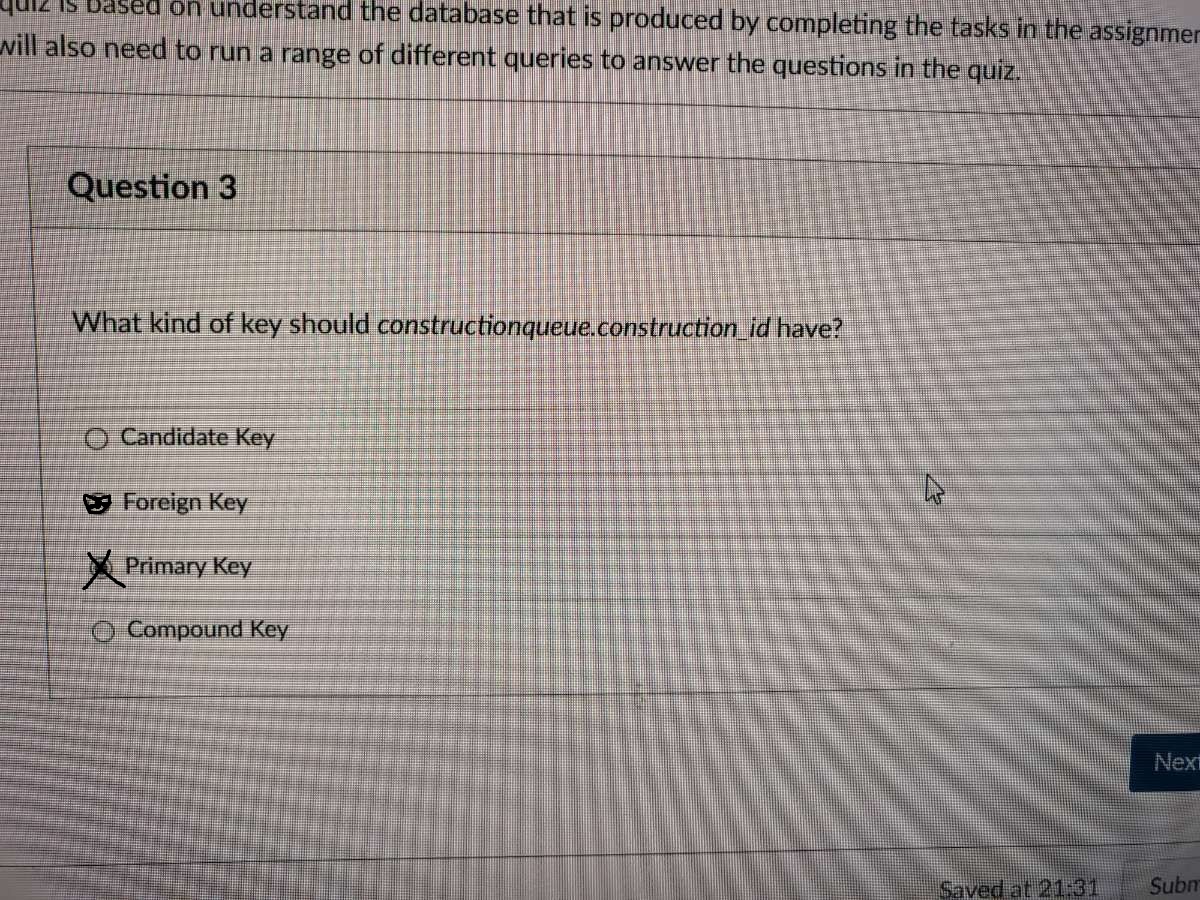 quiz is based on understand the database that is produced by completing the tasks in the assignmen
will also need to run a range of different queries to answer the questions in the quiz.
Question 3
What kind of key should constructionqueue.construction_id have?
Candidate Key
Foreign Key
Primary Key
Compound Key
Next
Saved at 21:31
Subm